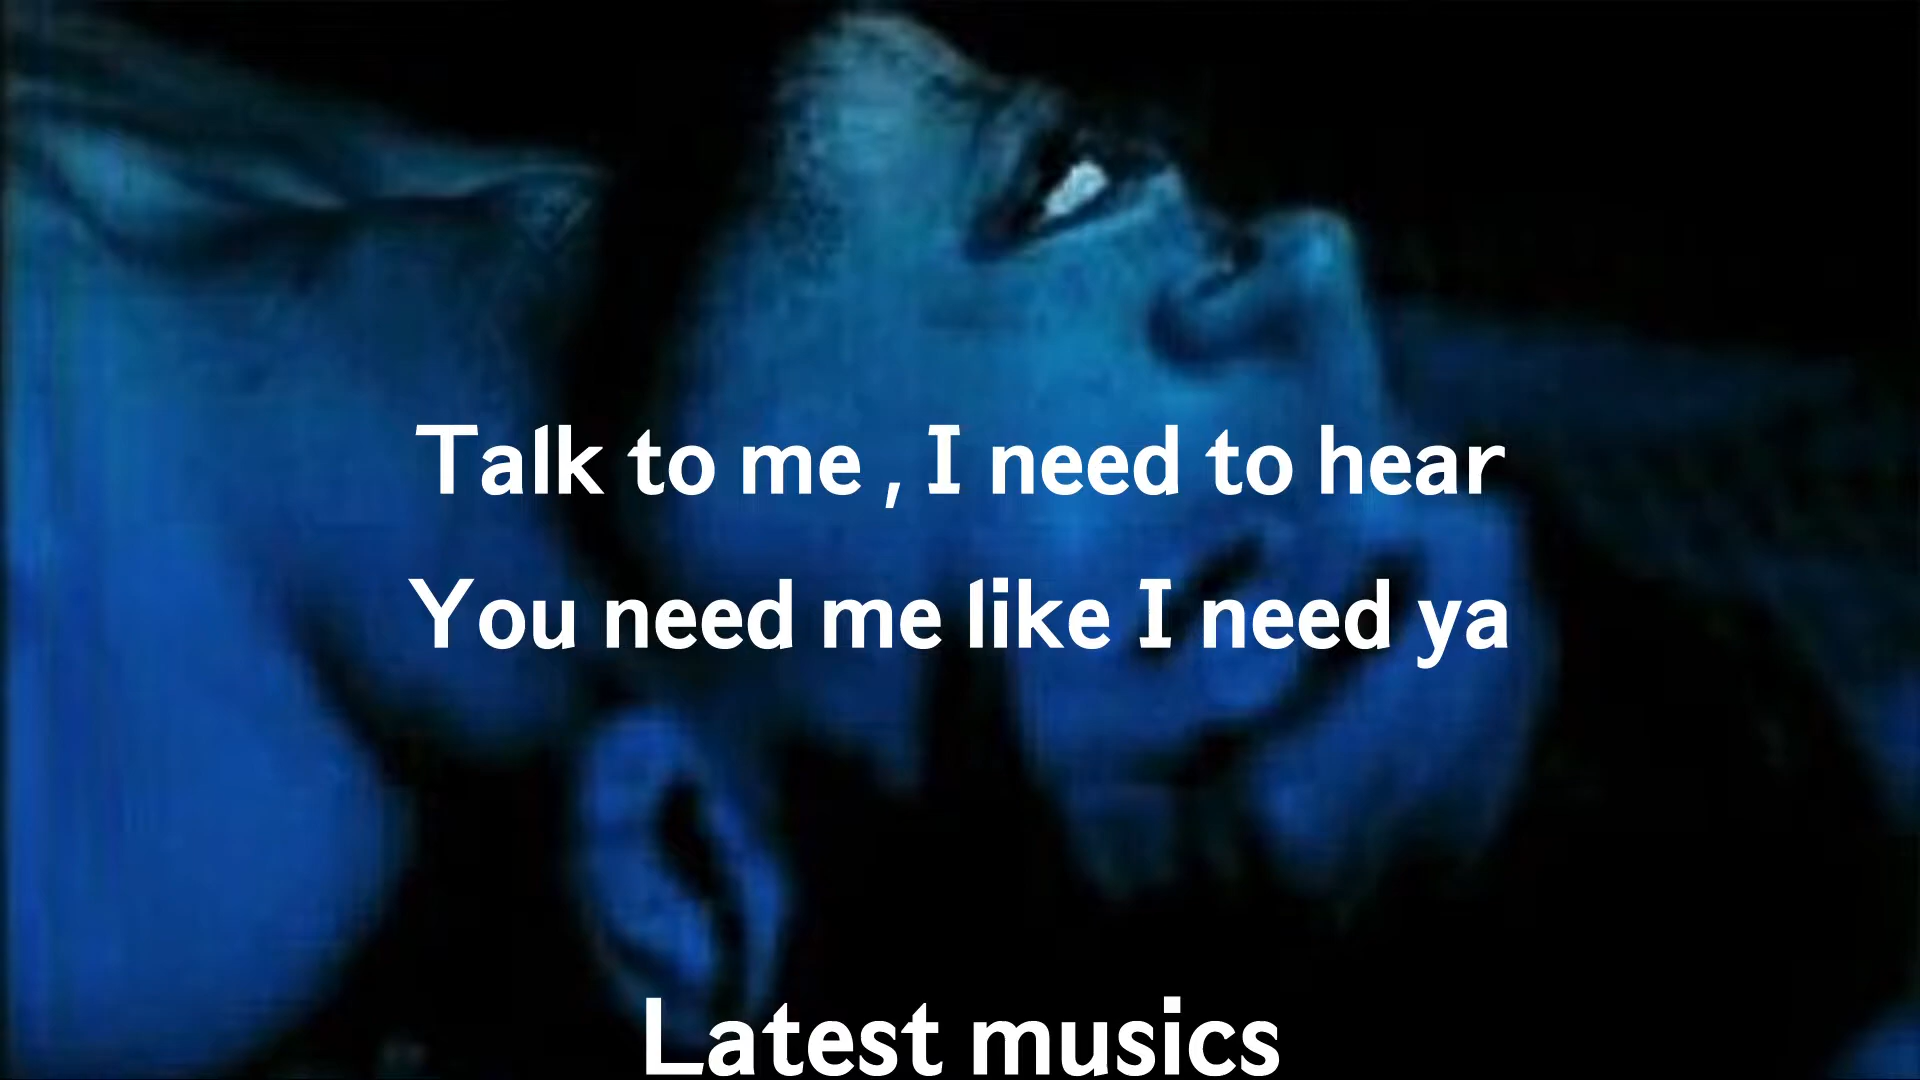 Talk to me , I need to hear
You need me like I need ya
Latest musics